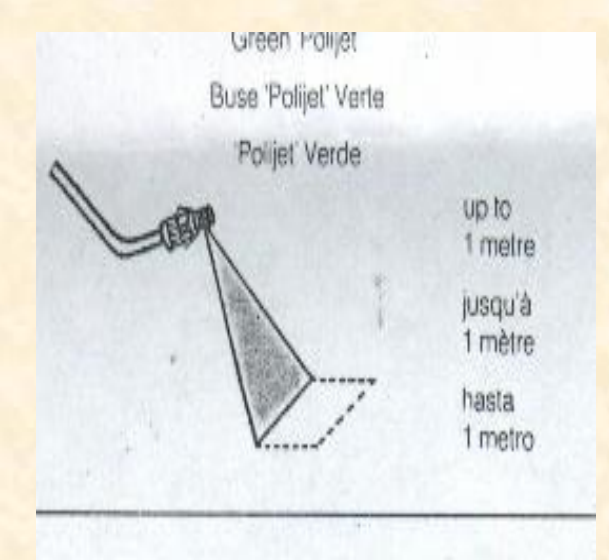 Green 'Polijet'
Buse 'Polijet' Verte
'Polijet' Verde
up to
1 metre
jusqu'à
1 mètre
hasta
1 metro